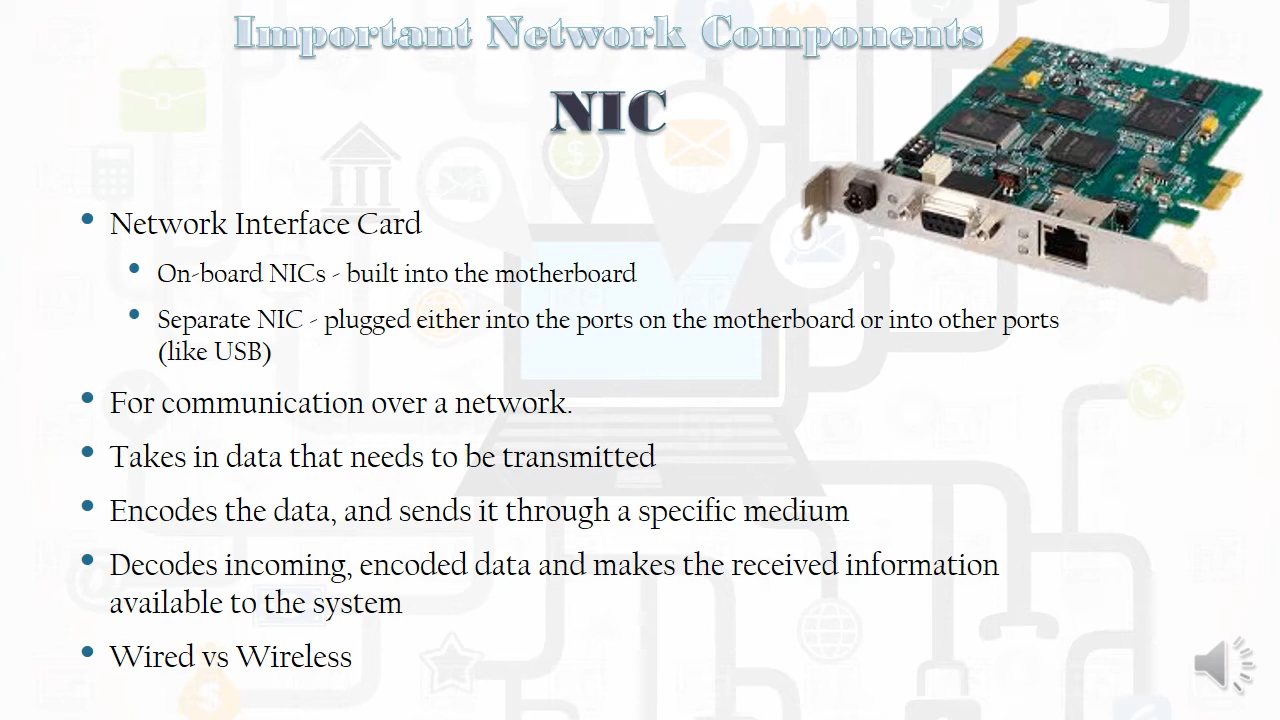 Important Network Components
NIC
Network Interface Card
On-board NICs - built into the motherboard
Separate NIC - plugged either into the ports on the motherboard or into other ports
(like USB)
For communication over a network.
Takes in data that needs to be transmitted
Encodes the data, and sends it through a specific medium
Decodes incoming, encoded data and makes the received information
available to the system
Wired vs Wireless